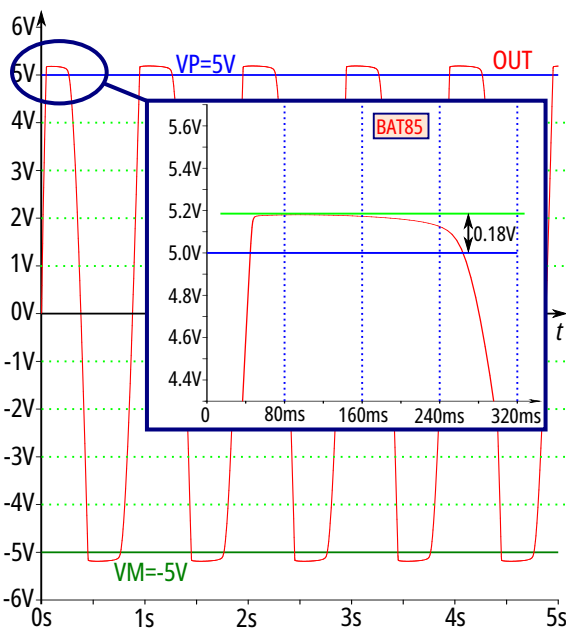 6V
5V
VP=5V
OUT
4V
3V
2V
1V
0V
-1V
-2V
-3V
-4V
-5V
-6V
BAT85
5.6V
5.4V
5.2V
0.18V
5.0V
4.8V
4.6V
4.4V
0 80ms 160ms 240ms 320ms
t
VM=-5V
0s 1s 2s 3s 4s 5s